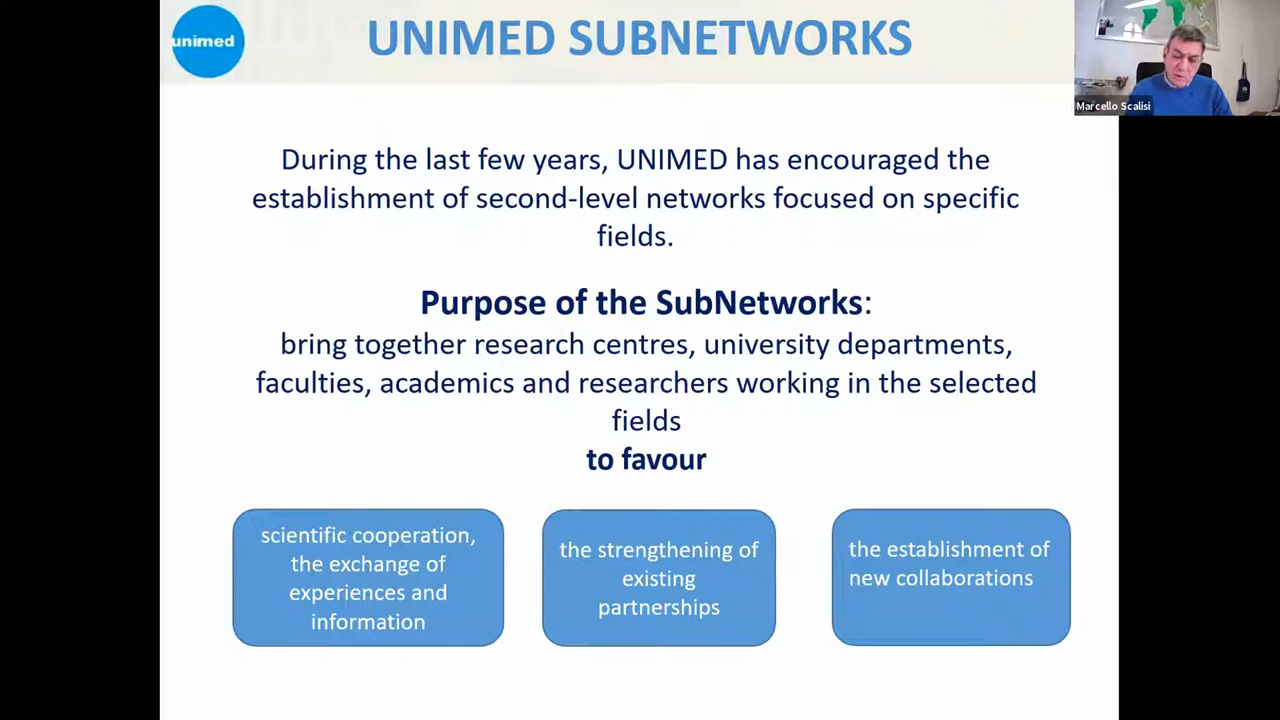 unimed
UNIMED SUBNETWORKS
Marcello Scalisi
During the last few years, UNIMED has encouraged the
establishment of second-level networks focused on specific
fields.
Purpose of the SubNetworks:
bring together research centres, university departments,
faculties, academics and researchers working in the selected
fields
to favour
scientific cooperation,
the exchange of
experiences and
information
the strengthening of
existing
partnerships
the establishment of
new collaborations